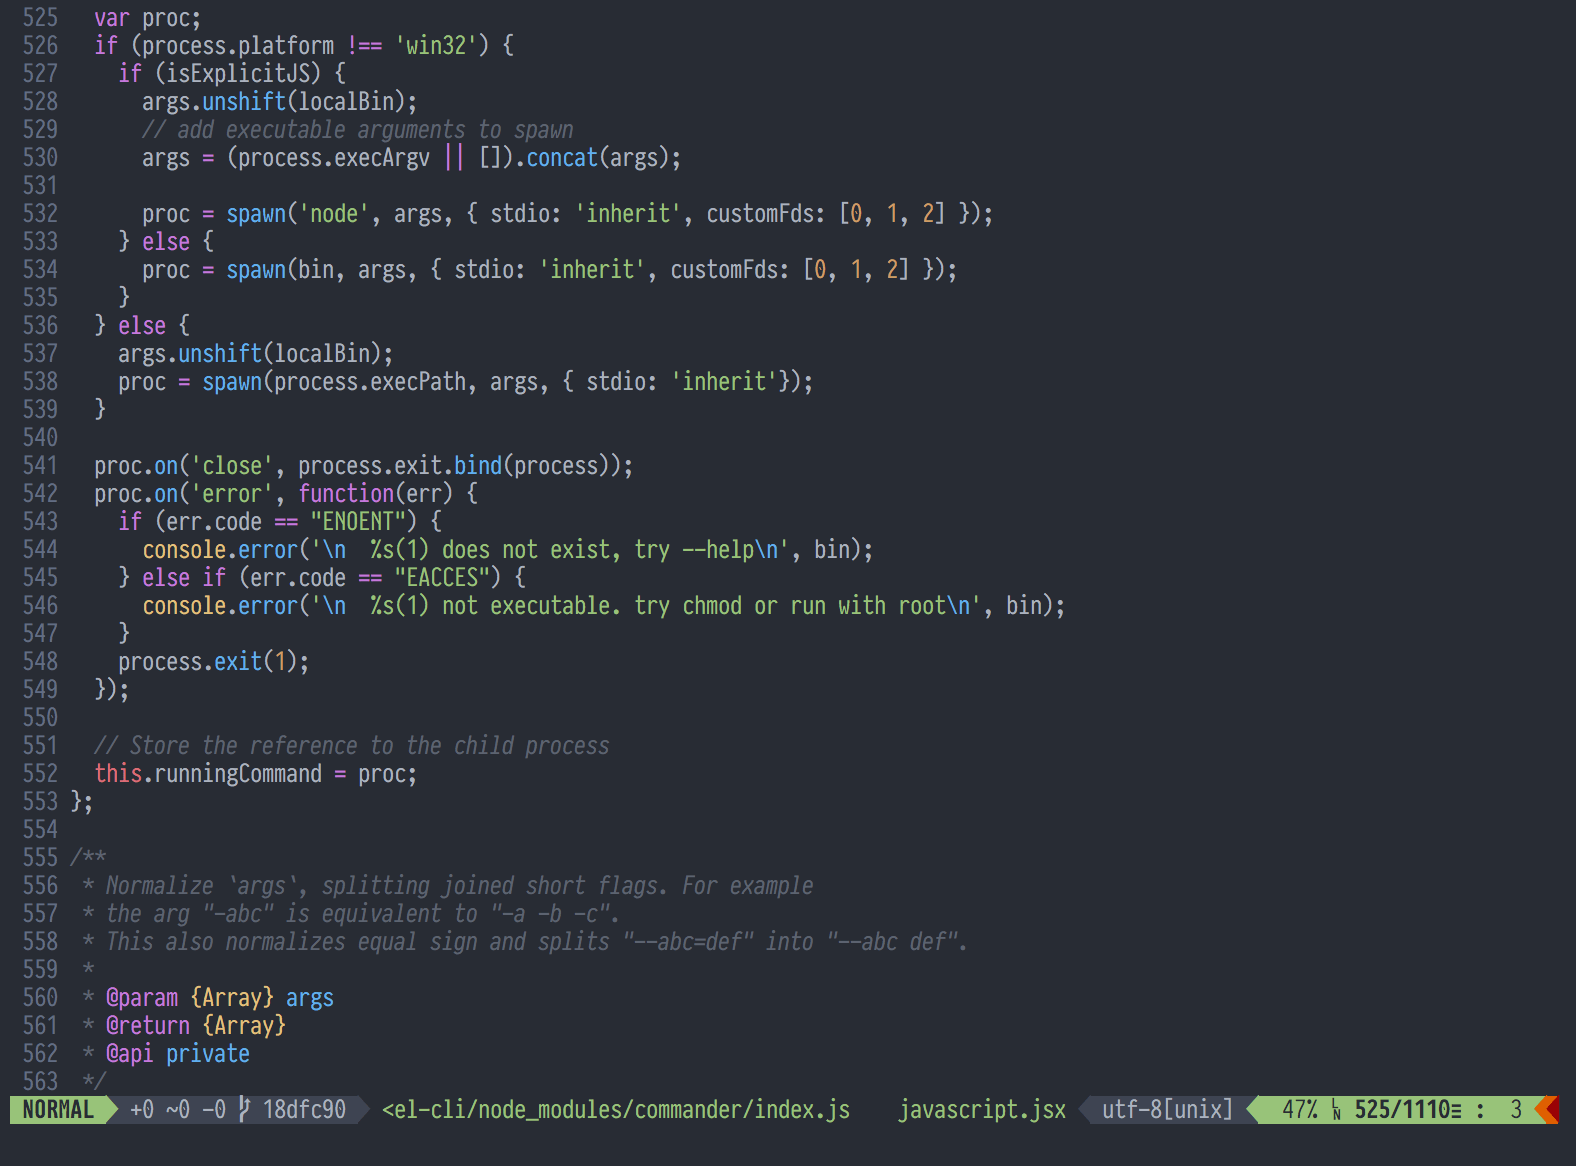 525   var proc;
526   if (process.platform !== 'win32') {
527     if (isExplicitJS) {
528       args.unshift(localBin);
529       // add executable arguments to spawn
530       args = (process.execArgv || []).concat(args);
531
532       proc = spawn('node', args, { stdio: 'inherit', customFds: [0, 1, 2] });
533     } else {
534       proc = spawn(bin, args, { stdio: 'inherit', customFds: [0, 1, 2] });
535     }
536   } else {
537     args.unshift(localBin);
538     proc = spawn(process.execPath, args, { stdio: 'inherit'});
539   }
540
541   proc.on('close', process.exit.bind(process));
542   proc.on('error', function(err) {
543     if (err.code == "ENOENT") {
544       console.error('\n  %s(1) does not exist, try --help\n', bin);
545     } else if (err.code == "EACCES") {
546       console.error('\n  %s(1) not executable. try chmod or run with root\n', bin);
547     }
548     process.exit(1);
549   });
550
551   // Store the reference to the child process
552   this.runningCommand = proc;
553 };
554
555 /**
556  * Normalize `args`, splitting joined short flags. For example
557  * the arg "-abc" is equivalent to "-a -b -c".
558  * This also normalizes equal sign and splits "--abc=def" into "--abc def".
559  *
560  * @param {Array} args
561  * @return {Array}
562  * @api private
563  */
NORMAL +0 ~0 -0 18dfc90 <el-cli/node_modules/commander/index.js javascript.jsx utf-8[unix] 47% LN 525/1110≡ : 3